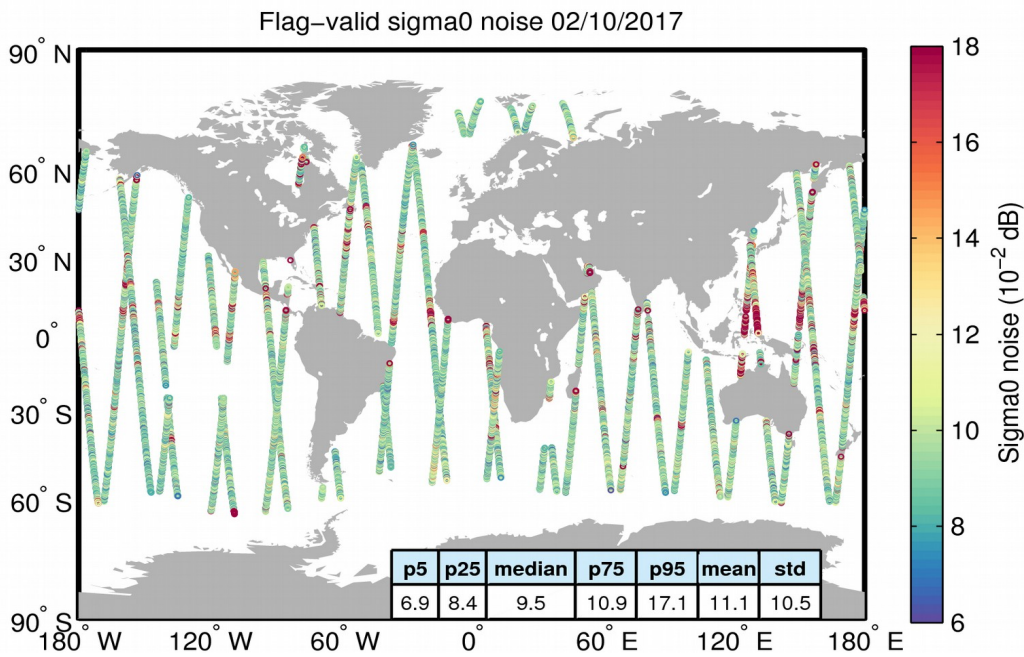 Flag−valid sigma0 noise 02/10/2017
90° N
60° N
30° N
0°
30° S
60° S
90° S
180° W
120° W
60° W
0°
60° E
120° E
180° E
p5 p25 median p75 p95 mean std
6.9 8.4 9.5 10.9 17.1 11.1 10.5
18
16
14
12
10
8
6
Sigma0 noise (10⁻² dB)